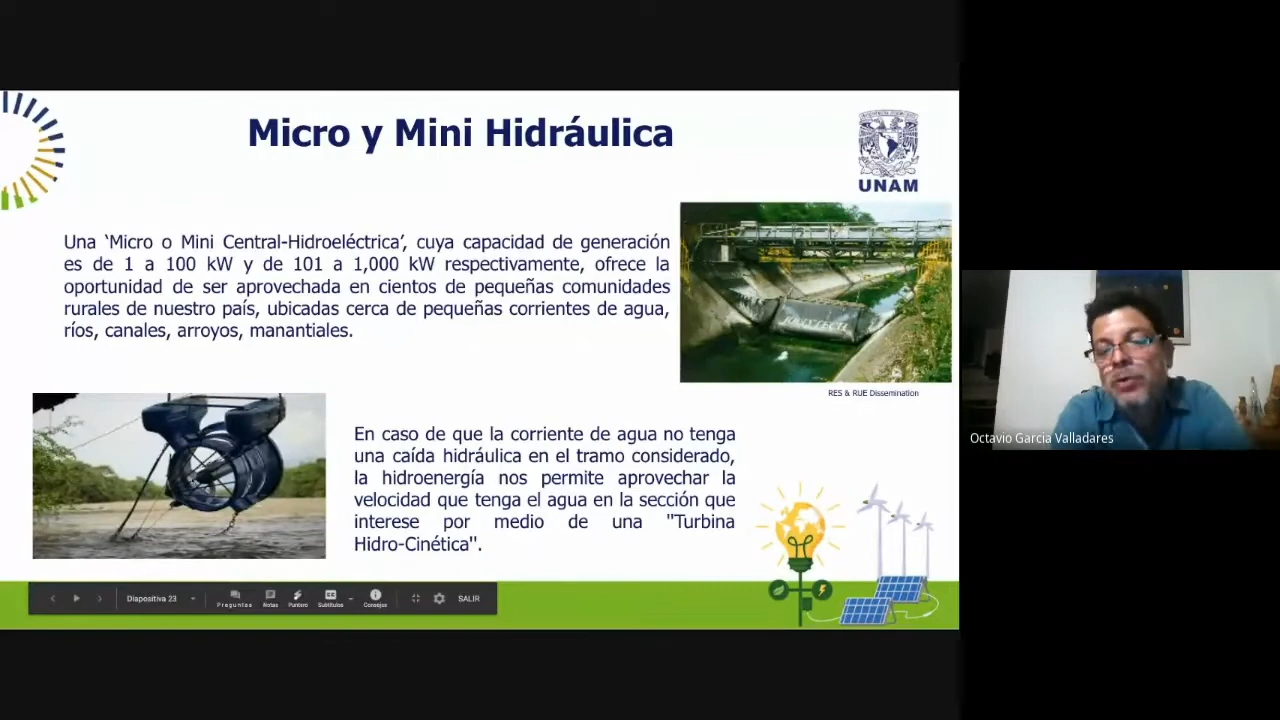 Micro y Mini Hidráulica
UNAM
Una ‘Micro o Mini Central-Hidroeléctrica’, cuya capacidad de generación
es de 1 a 100 kW y de 101 a 1,000 kW respectivamente, ofrece la
oportunidad de ser aprovechada en cientos de pequeñas comunidades
rurales de nuestro país, ubicadas cerca de pequeñas corrientes de agua,
ríos, canales, arroyos, manantiales.
RES & RUE Dissemination
En caso de que la corriente de agua no tenga
una caída hidráulica en el tramo considerado,
la hidroenergía nos permite aprovechar la
velocidad que tenga el agua en la sección que
interese por medio de una "Turbina
Hidro-Cinética".
Diapositiva 23
Preguntas
Notas
Puntero
Subtítulos
Consejos
SALIR
Octavio Garcia Valladares